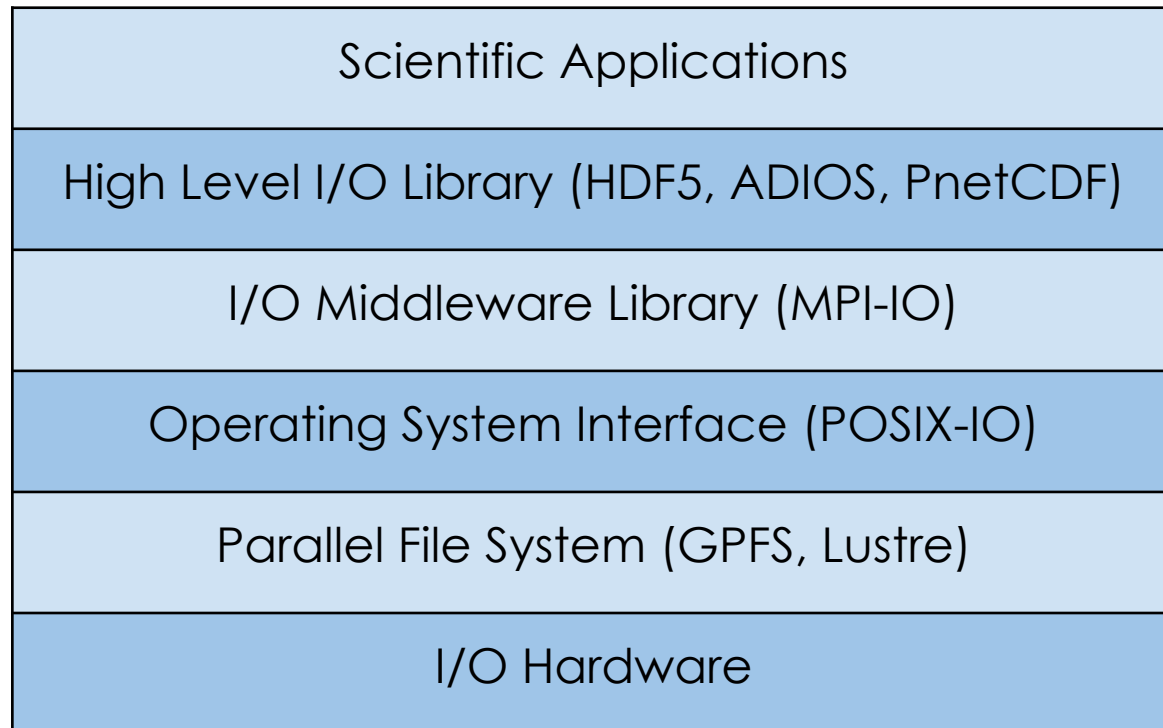 Scientific Applications
High Level I/O Library (HDF5, ADIOS, PnetCDF)
I/O Middleware Library (MPI-IO)
Operating System Interface (POSIX-IO)
Parallel File System (GPFS, Lustre)
I/O Hardware